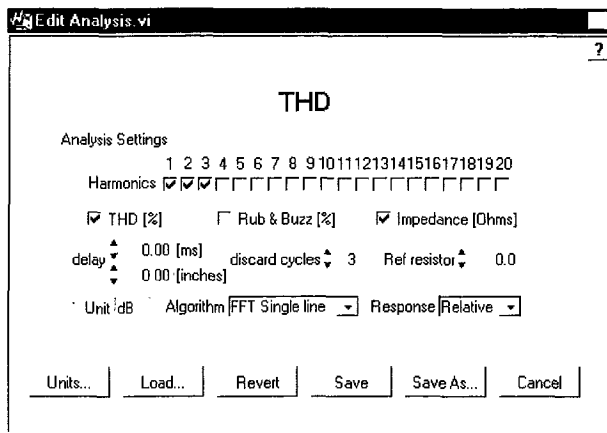 Edit Analysis.vi
?
THD
Analysis Settings
1 2 3 4 5 6 7 8 9 10 11 12 13 14 15 16 17 18 19 20
Harmonics
THD [%] Rub & Buzz [%] Impedance [Ohms]
delay 0.00 [ms] discard cycles 3 Ref resistor 0.0
0.00 [inches]
Unit dB Algorithm FFT Single line Response Relative
Units... Load... Revert Save Save As... Cancel